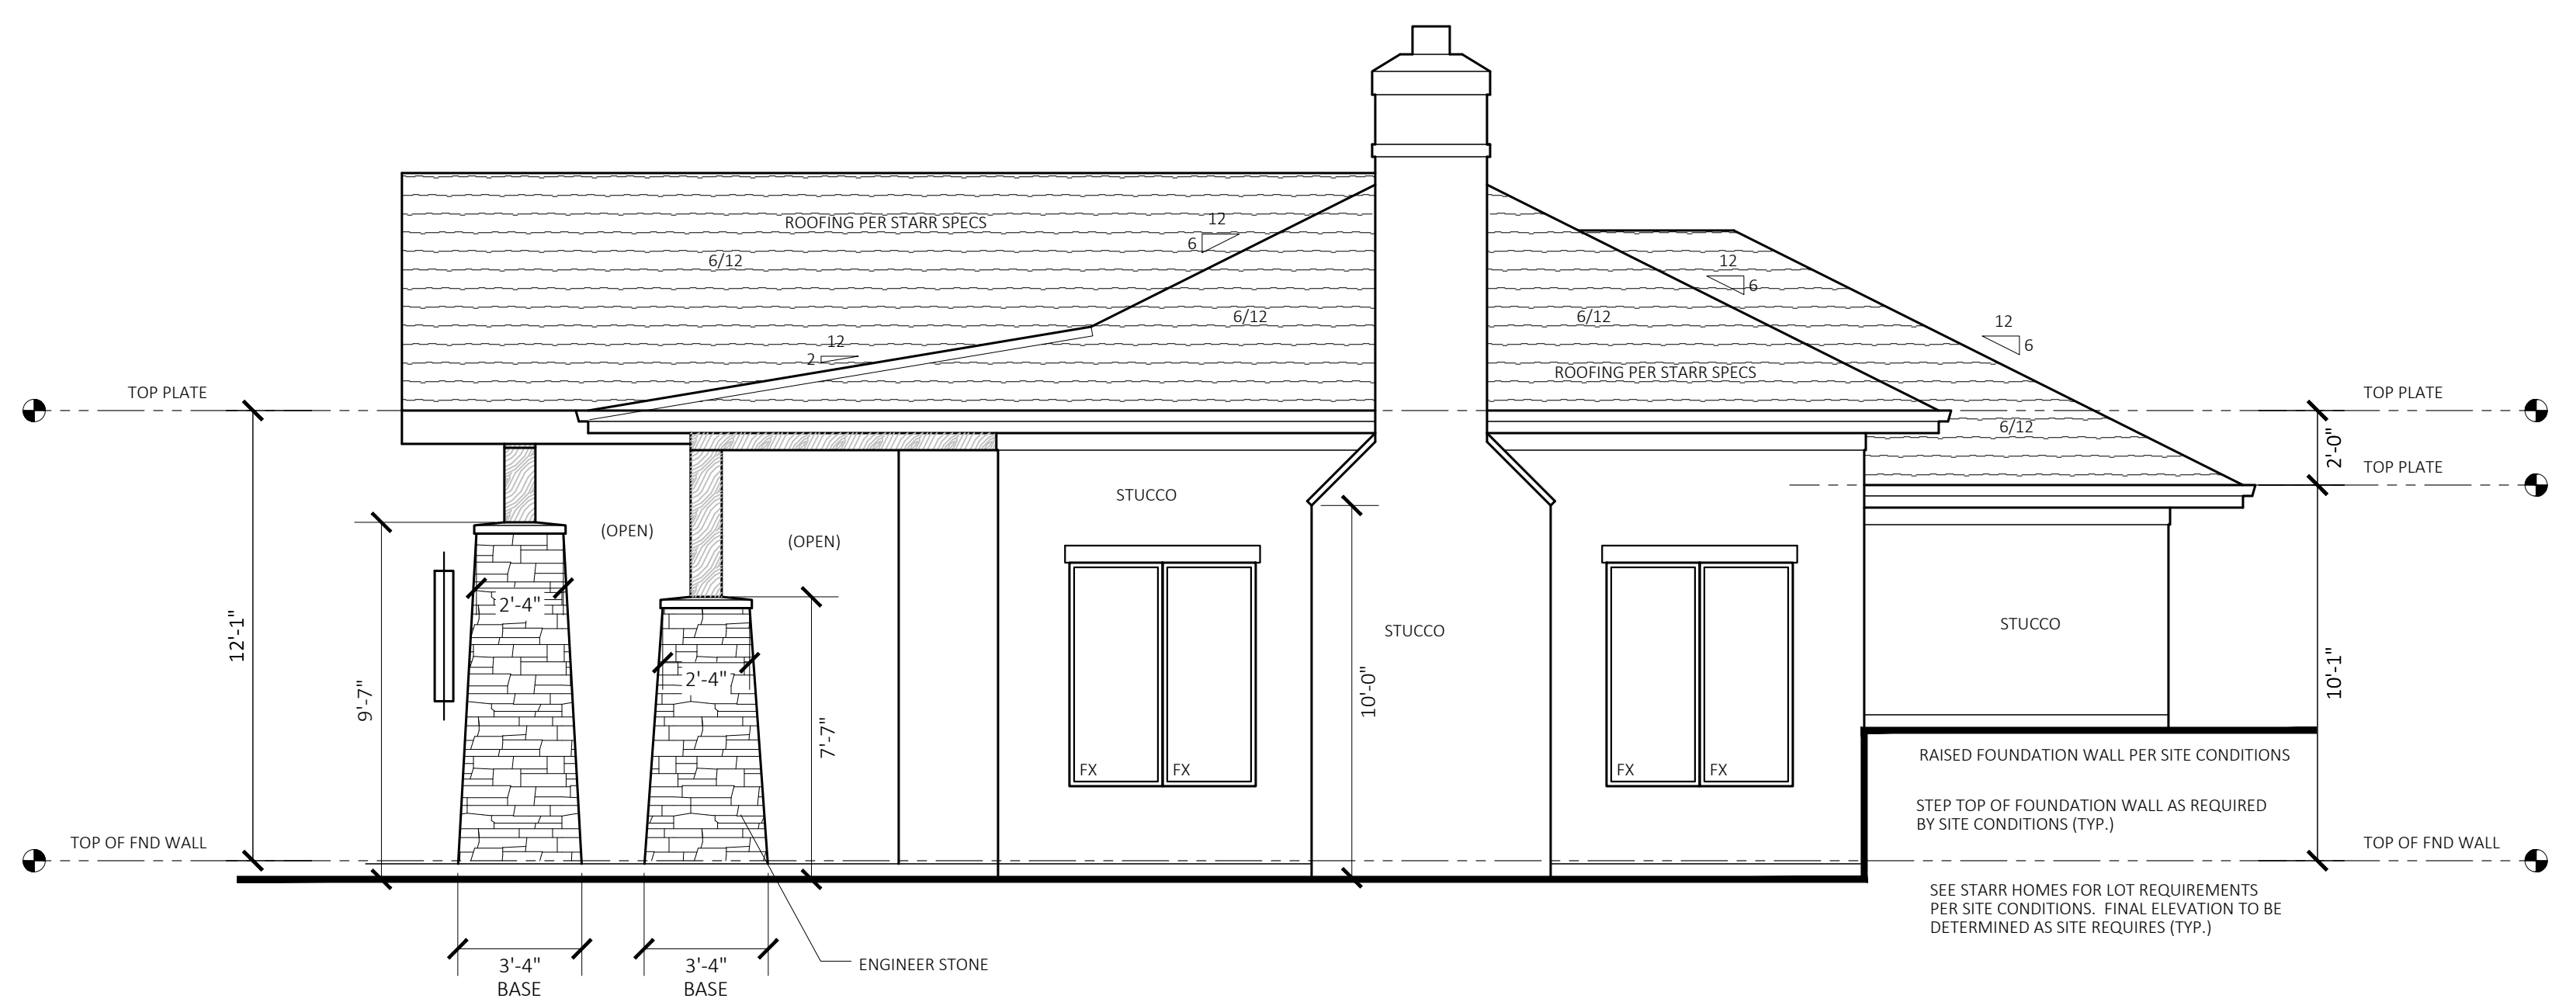 ROOFING PER STARR SPECS
12
6
6/12
12
6
12
6
6/12
6/12
12
2
ROOFING PER STARR SPECS
TOP PLATE
TOP PLATE
6/12
2'-0"
TOP PLATE
STUCCO
(OPEN)
(OPEN)
2'-4"
12'-1"
STUCCO
STUCCO
2'-4"
10'-1"
9'-7"
10'-0"
7'-7"
FX
FX
FX
FX
RAISED FOUNDATION WALL PER SITE CONDITIONS
STEP TOP OF FOUNDATION WALL AS REQUIRED
BY SITE CONDITIONS (TYP.)
TOP OF FND WALL
TOP OF FND WALL
SEE STARR HOMES FOR LOT REQUIREMENTS
PER SITE CONDITIONS.  FINAL ELEVATION TO BE
DETERMINED AS SITE REQUIRES (TYP.)
3'-4"
BASE
3'-4"
BASE
ENGINEER STONE